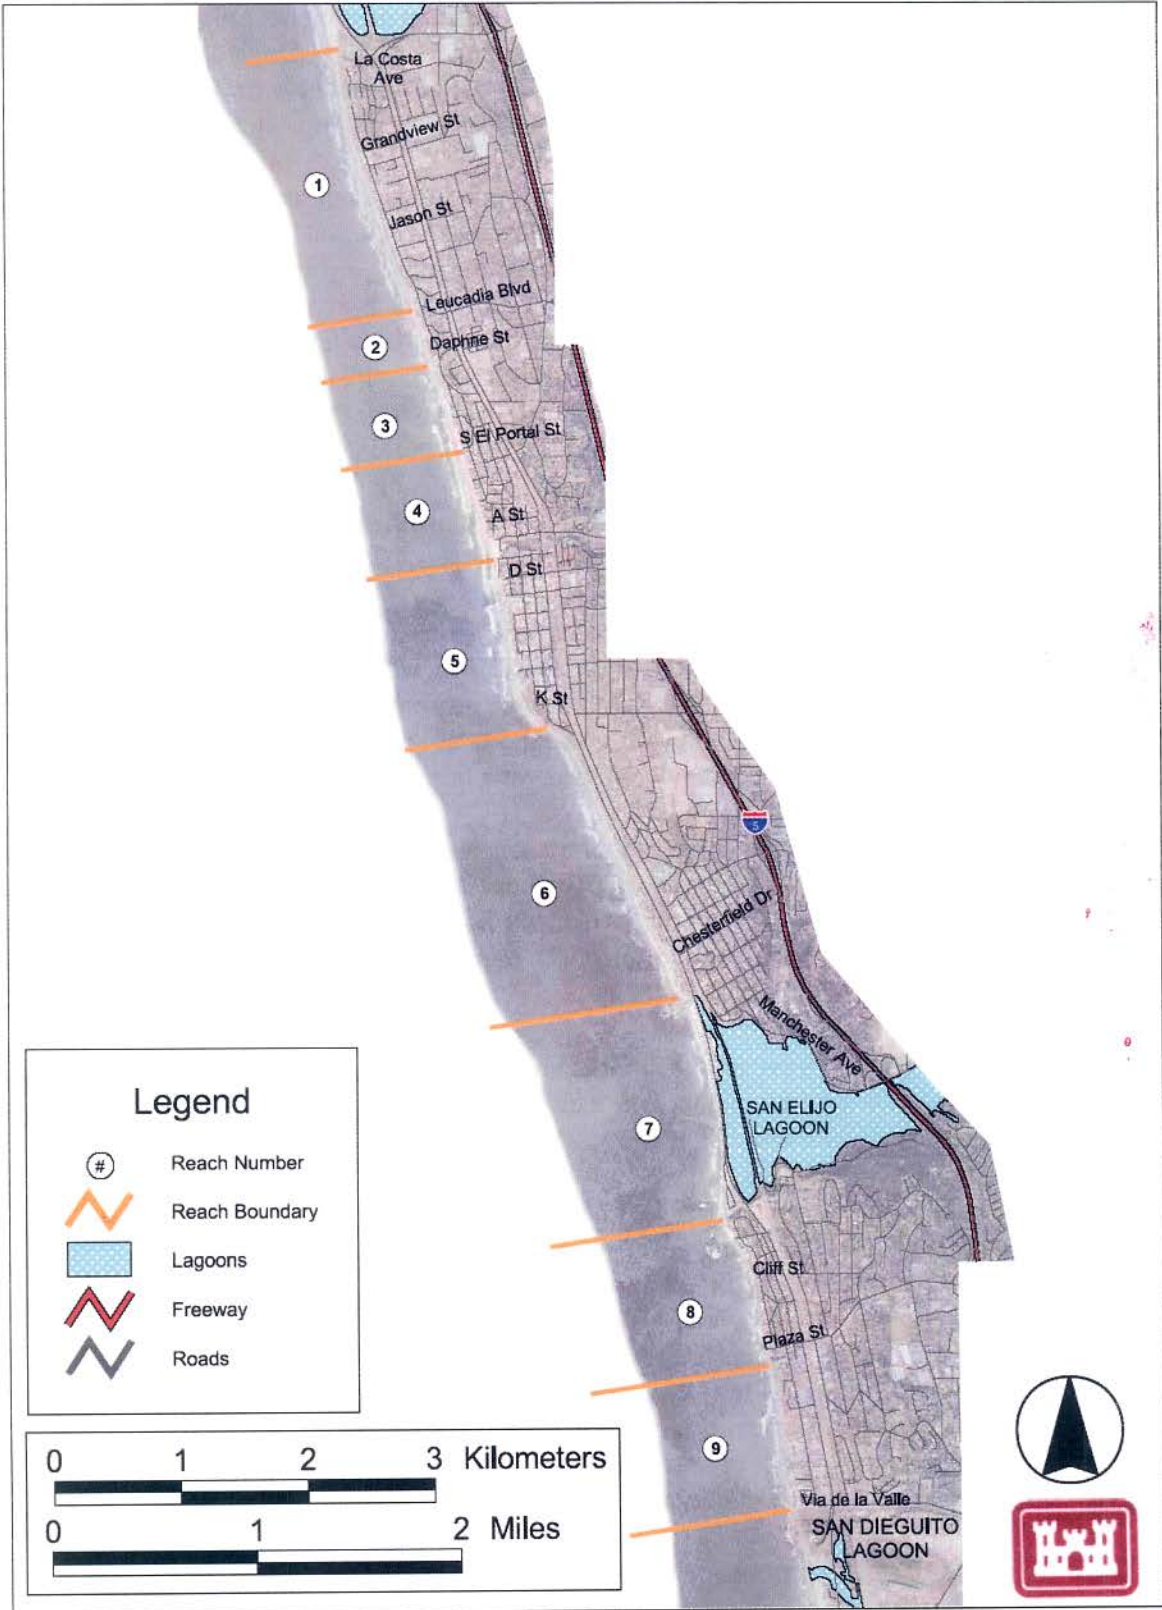 La Costa
Ave
Grandview St
1
Jason St
Leucadia Blvd
2
Daphne St
3
S El Portal St
4
A St
D St
5
K St
5
6
Chesterfield Dr
Manchester Ave
SAN ELIJO
LAGOON
7
Cliff St
8
Plaza St
9
Via de la Valle
SAN DIEGUITO
LAGOON
Legend
# Reach Number
Reach Boundary
Lagoons
Freeway
Roads
0 1 2 3 Kilometers
0 1 2 Miles